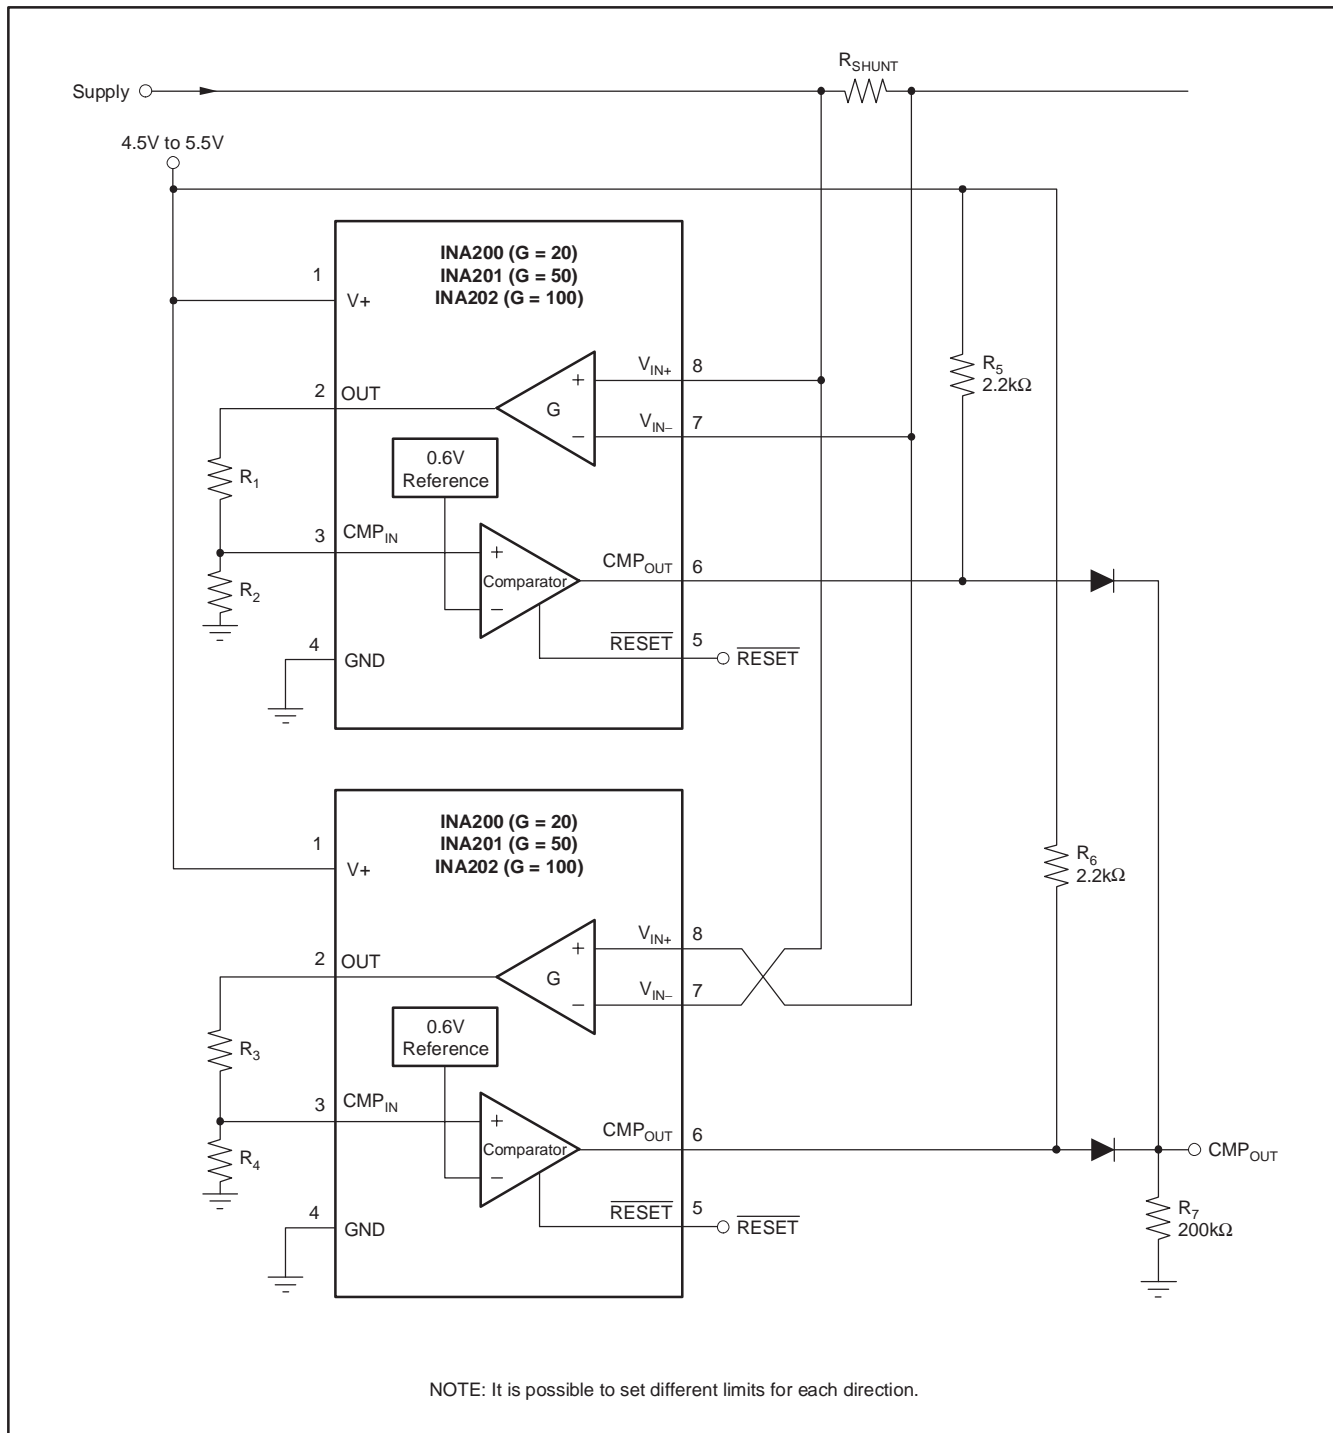 R_SHUNT
Supply
4.5V to 5.5V
INA200 (G = 20)
INA201 (G = 50)
INA202 (G = 100)
1
V+
V_IN+
8
R_5
2.2kΩ
2
OUT
+
G
−
V_IN−
7
0.6V
Reference
R_1
3
CMP_IN
+
Comparator
−
CMP_OUT
6
R_2
RESET
5
RESET
4
GND
INA200 (G = 20)
INA201 (G = 50)
INA202 (G = 100)
1
V+
R_6
2.2kΩ
V_IN+
8
2
OUT
+
G
−
V_IN−
7
0.6V
Reference
R_3
3
CMP_IN
+
Comparator
−
CMP_OUT
6
CMP_OUT
R_4
RESET
5
RESET
R_7
200kΩ
4
GND
NOTE: It is possible to set different limits for each direction.